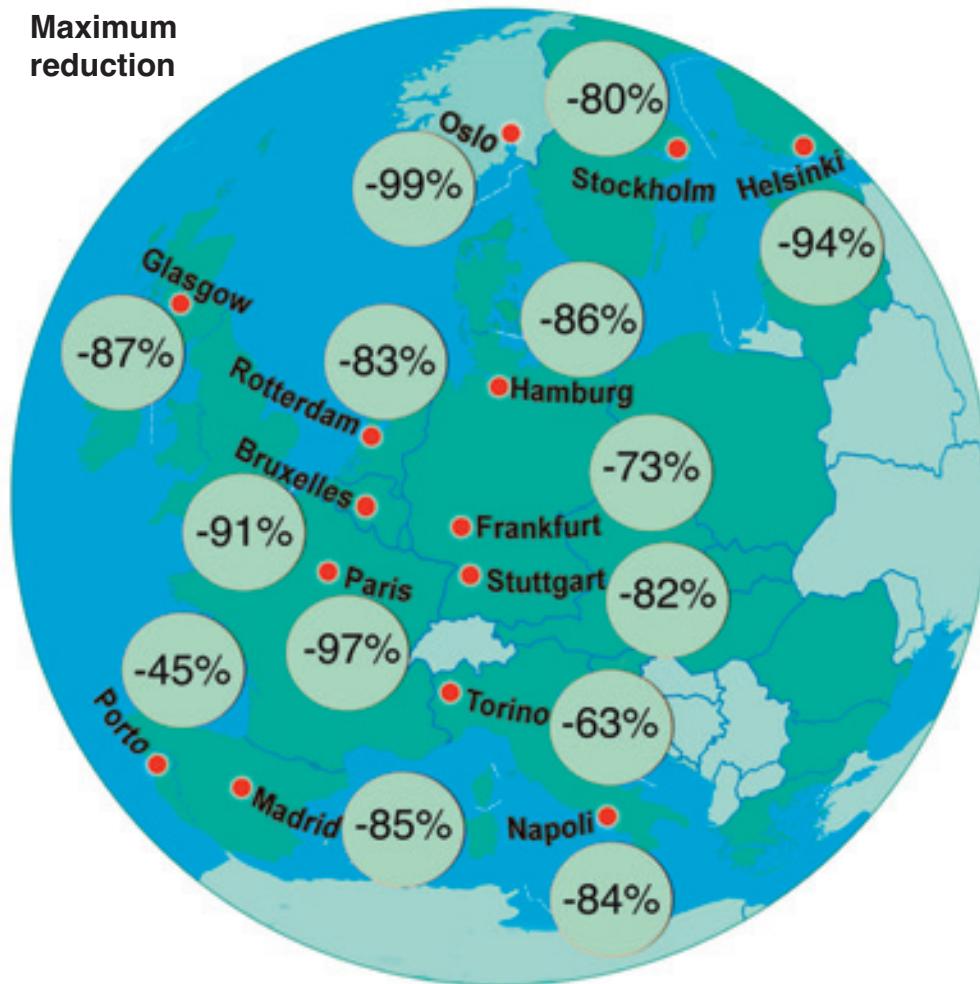 Maximum
reduction
-80%
Oslo
-99%
Stockholm
Helsinki
-94%
Glasgow
-87%
-86%
-83%
Rotterdam
Hamburg
Bruxelles
-73%
-91%
Frankfurt
Paris
Stuttgart
-82%
-97%
-45%
Porto
Torino
-63%
Madrid
-85%
Napoli
-84%